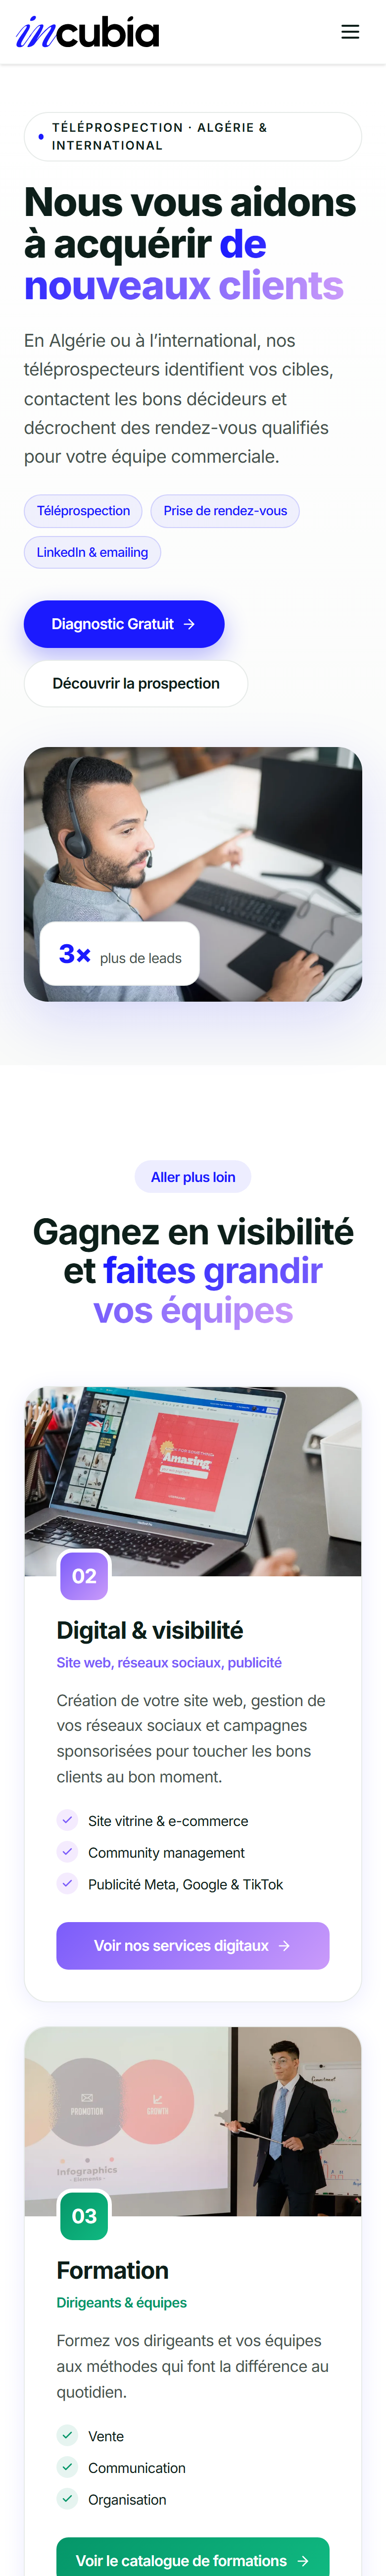 incubia
TÉLÉPROSPECTION · ALGÉRIE &
INTERNATIONAL
Nous vous aidons
à acquérir de
nouveaux clients
En Algérie ou à l’international, nos
téléprospecteurs identifient vos cibles,
contactent les bons décideurs et
décrochent des rendez-vous qualifiés
pour votre équipe commerciale.
Téléprospection
Prise de rendez-vous
LinkedIn & emailing
Diagnostic Gratuit →
Découvrir la prospection
3× plus de leads
Aller plus loin
Gagnez en visibilité
et faites grandir
vos équipes
Amazing
02
Digital & visibilité
Site web, réseaux sociaux, publicité
Création de votre site web, gestion de
vos réseaux sociaux et campagnes
sponsorisées pour toucher les bons
clients au bon moment.
Site vitrine & e-commerce
Community management
Publicité Meta, Google & TikTok
Voir nos services digitaux →
PROMOTION
GROWTH
Infographics
Elements
Commitment
03
Formation
Dirigeants & équipes
Formez vos dirigeants et vos équipes
aux méthodes qui font la différence au
quotidien.
Vente
Communication
Organisation
Voir le catalogue de formations →